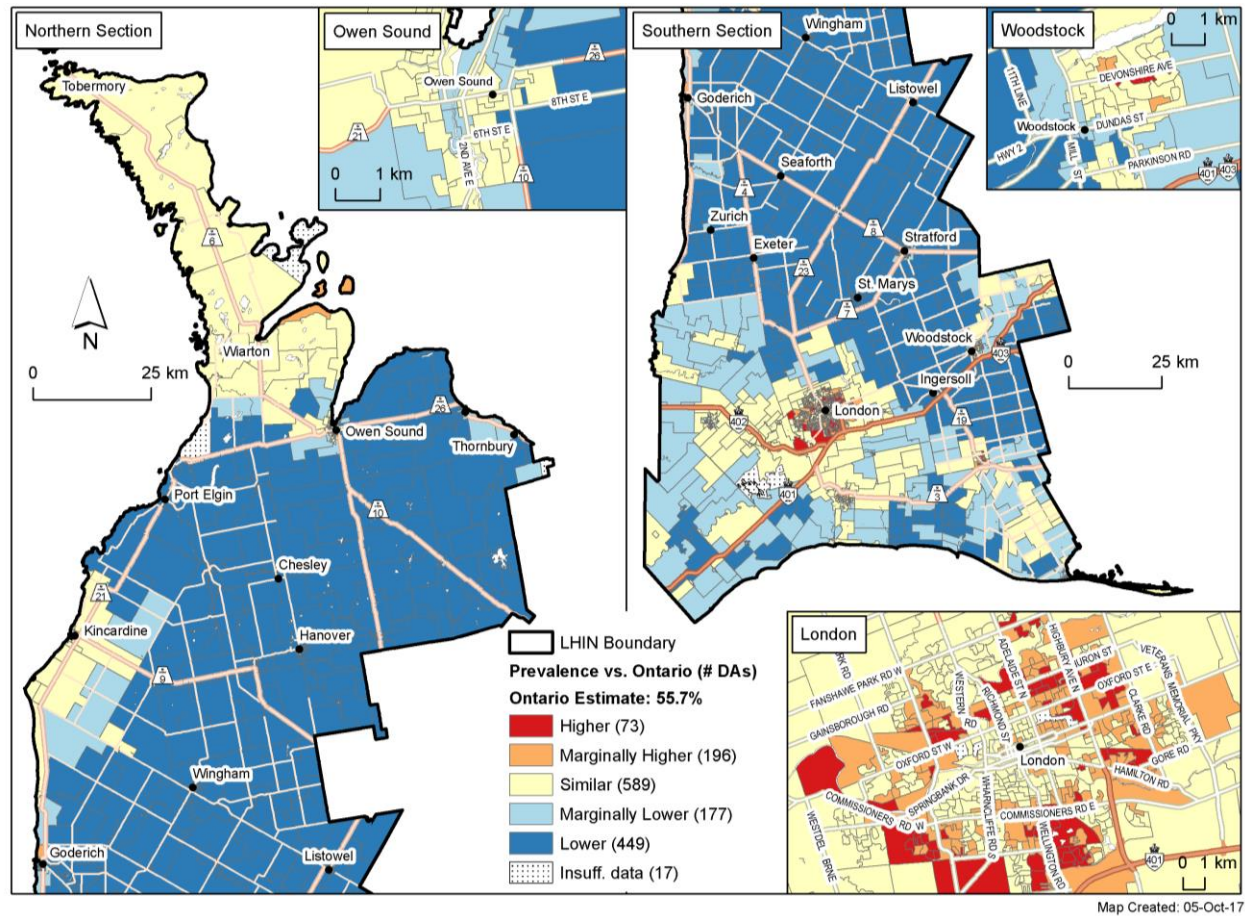 Northern Section
Tobermory
6
N
0 25 km
Wiarton
26
Owen Sound
Thornbury
Port Elgin
10
Chesley
21
Kincardine
Hanover
9
Wingham
Goderich
Listowel
Owen Sound
26
Owen Sound
8TH ST E
21
6TH ST E
2ND AVE E
10
0 1 km
LHIN Boundary
Prevalence vs. Ontario (# DAs)
Ontario Estimate: 55.7%
Higher (73)
Marginally Higher (196)
Similar (589)
Marginally Lower (177)
Lower (449)
Insuff. data (17)
Southern Section
Wingham
Goderich
Listowel
Seaforth
4
Zurich
8
Exeter
Stratford
23
St. Marys
7
Woodstock
403
0 25 km
Ingersoll
London
19
402
401
3
Woodstock
0 1 km
11TH LINE
DEVONSHIRE AVE
Woodstock
DUNDAS ST
HWY 2
MILL ST
PARKINSON RD
401
403
London
RK RD
FANSHAWE PARK RD W
GAINSBOROUGH RD
WESTERN RD
RICHMOND ST
ADELAIDE ST N
HIGHBURY AVE N
URON ST
OXFORD ST E
VETERANS MEMORIAL PKY
CLARKE RD
OXFORD ST W
London
GORE RD
HAMILTON RD
SPRINGBANK DR
COMMISSIONERS RD W
COMMISSIONERS RD E
WHARNCLIFFE RD S
WELLINGTON RD
WESTDEL BRNE
401
0 1 km
Map Created: 05-Oct-17